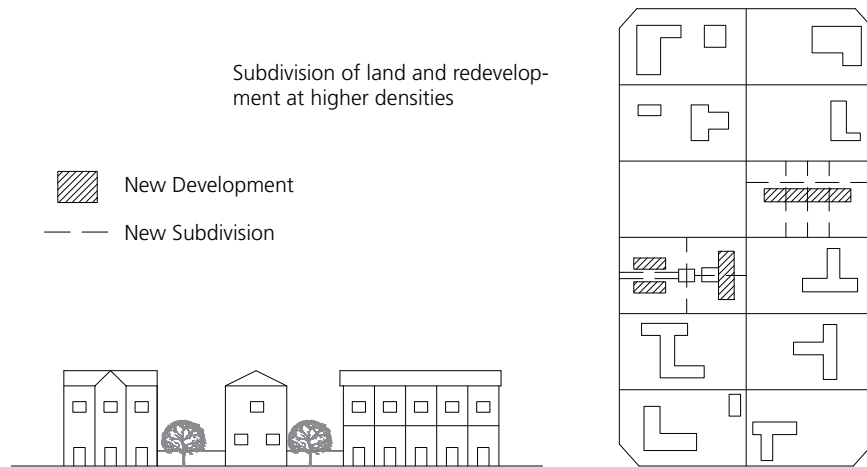 Subdivision of land and redevelop-
ment at higher densities
New Development
New Subdivision